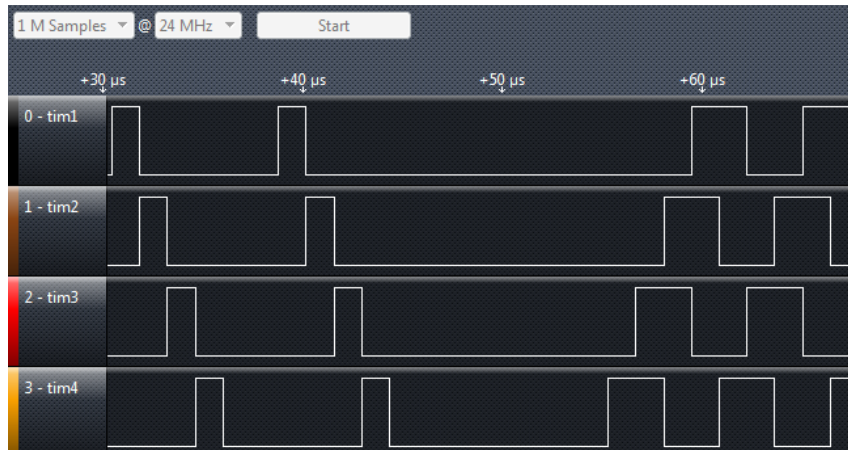 1 M Samples @ 24 MHz Start
+30 µs +40 µs +50 µs +60 µs
0 - tim1
1 - tim2
2 - tim3
3 - tim4